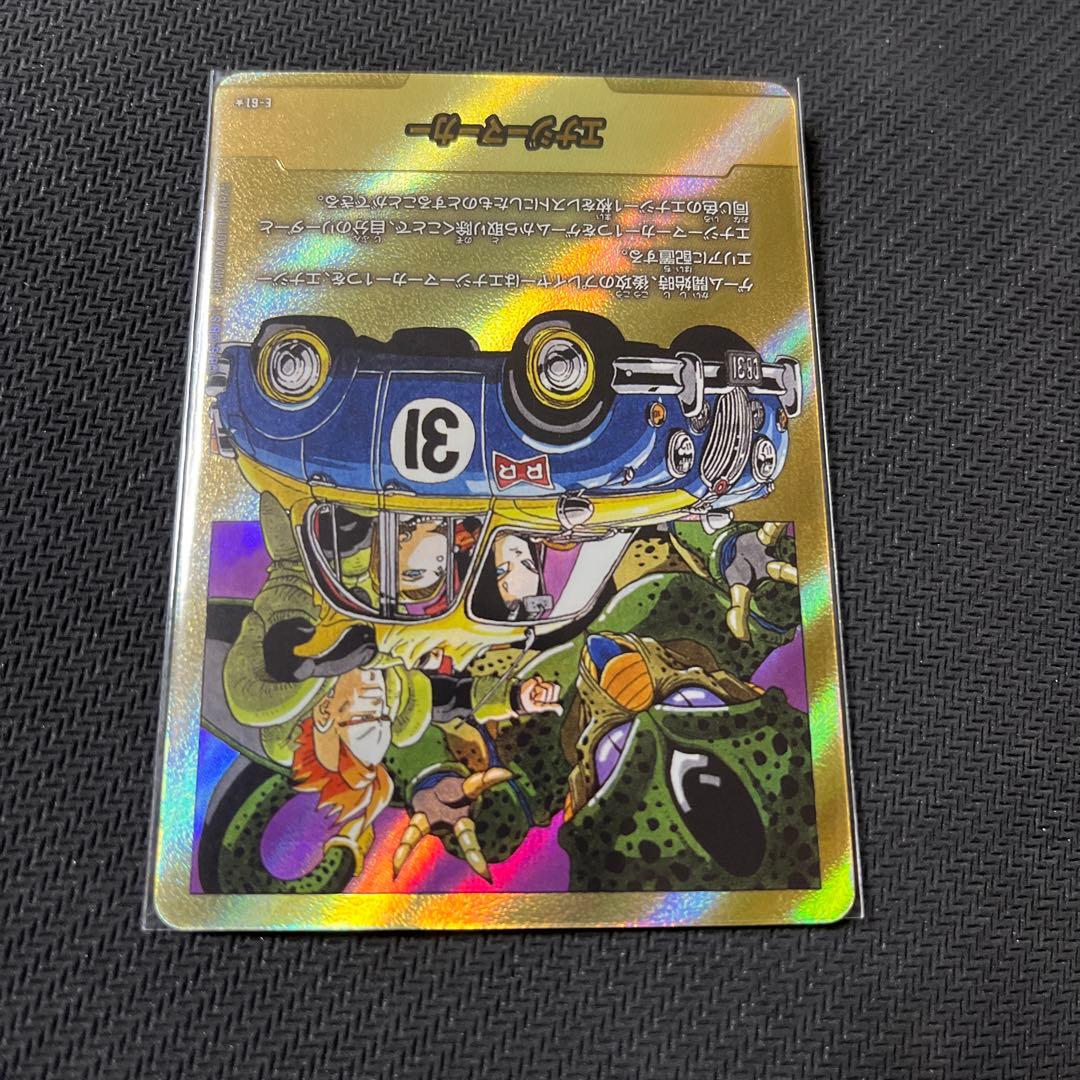 ゲーム開始時、後攻のプレイヤーはエナジーマーカー1つを、エナジー
エリアに配置する。
エナジーマーカー1つをゲームから取り除くことで、自分のリーダーと
同じ色のエナジー1枚をレストにしたものとすることができる。
エナジーマーカー
E-61★
31
RR